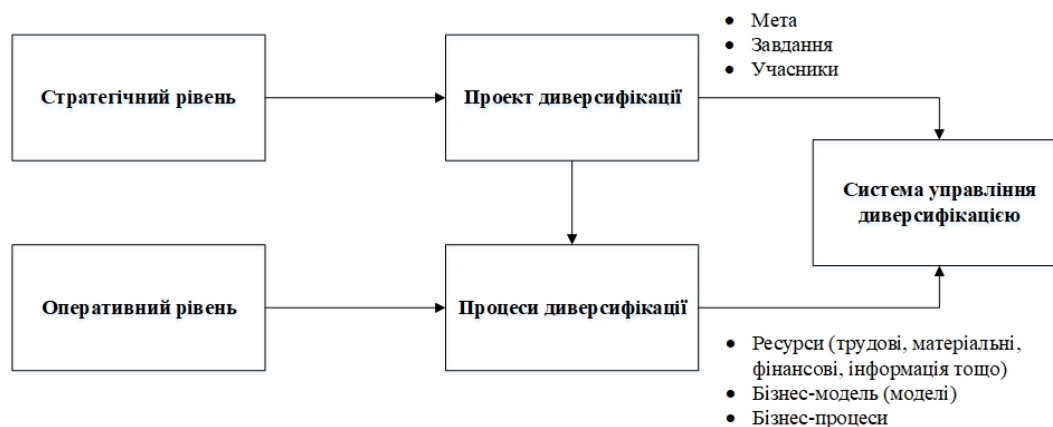 • Мета
• Завдання
• Учасники
Стратегічний рівень
Проект диверсифікації
Система управління
диверсифікацією
Оперативний рівень
Процеси диверсифікації
• Ресурси (трудові, матеріальні,
фінансові, інформація тощо)
• Бізнес-модель (моделі)
• Бізнес-процеси